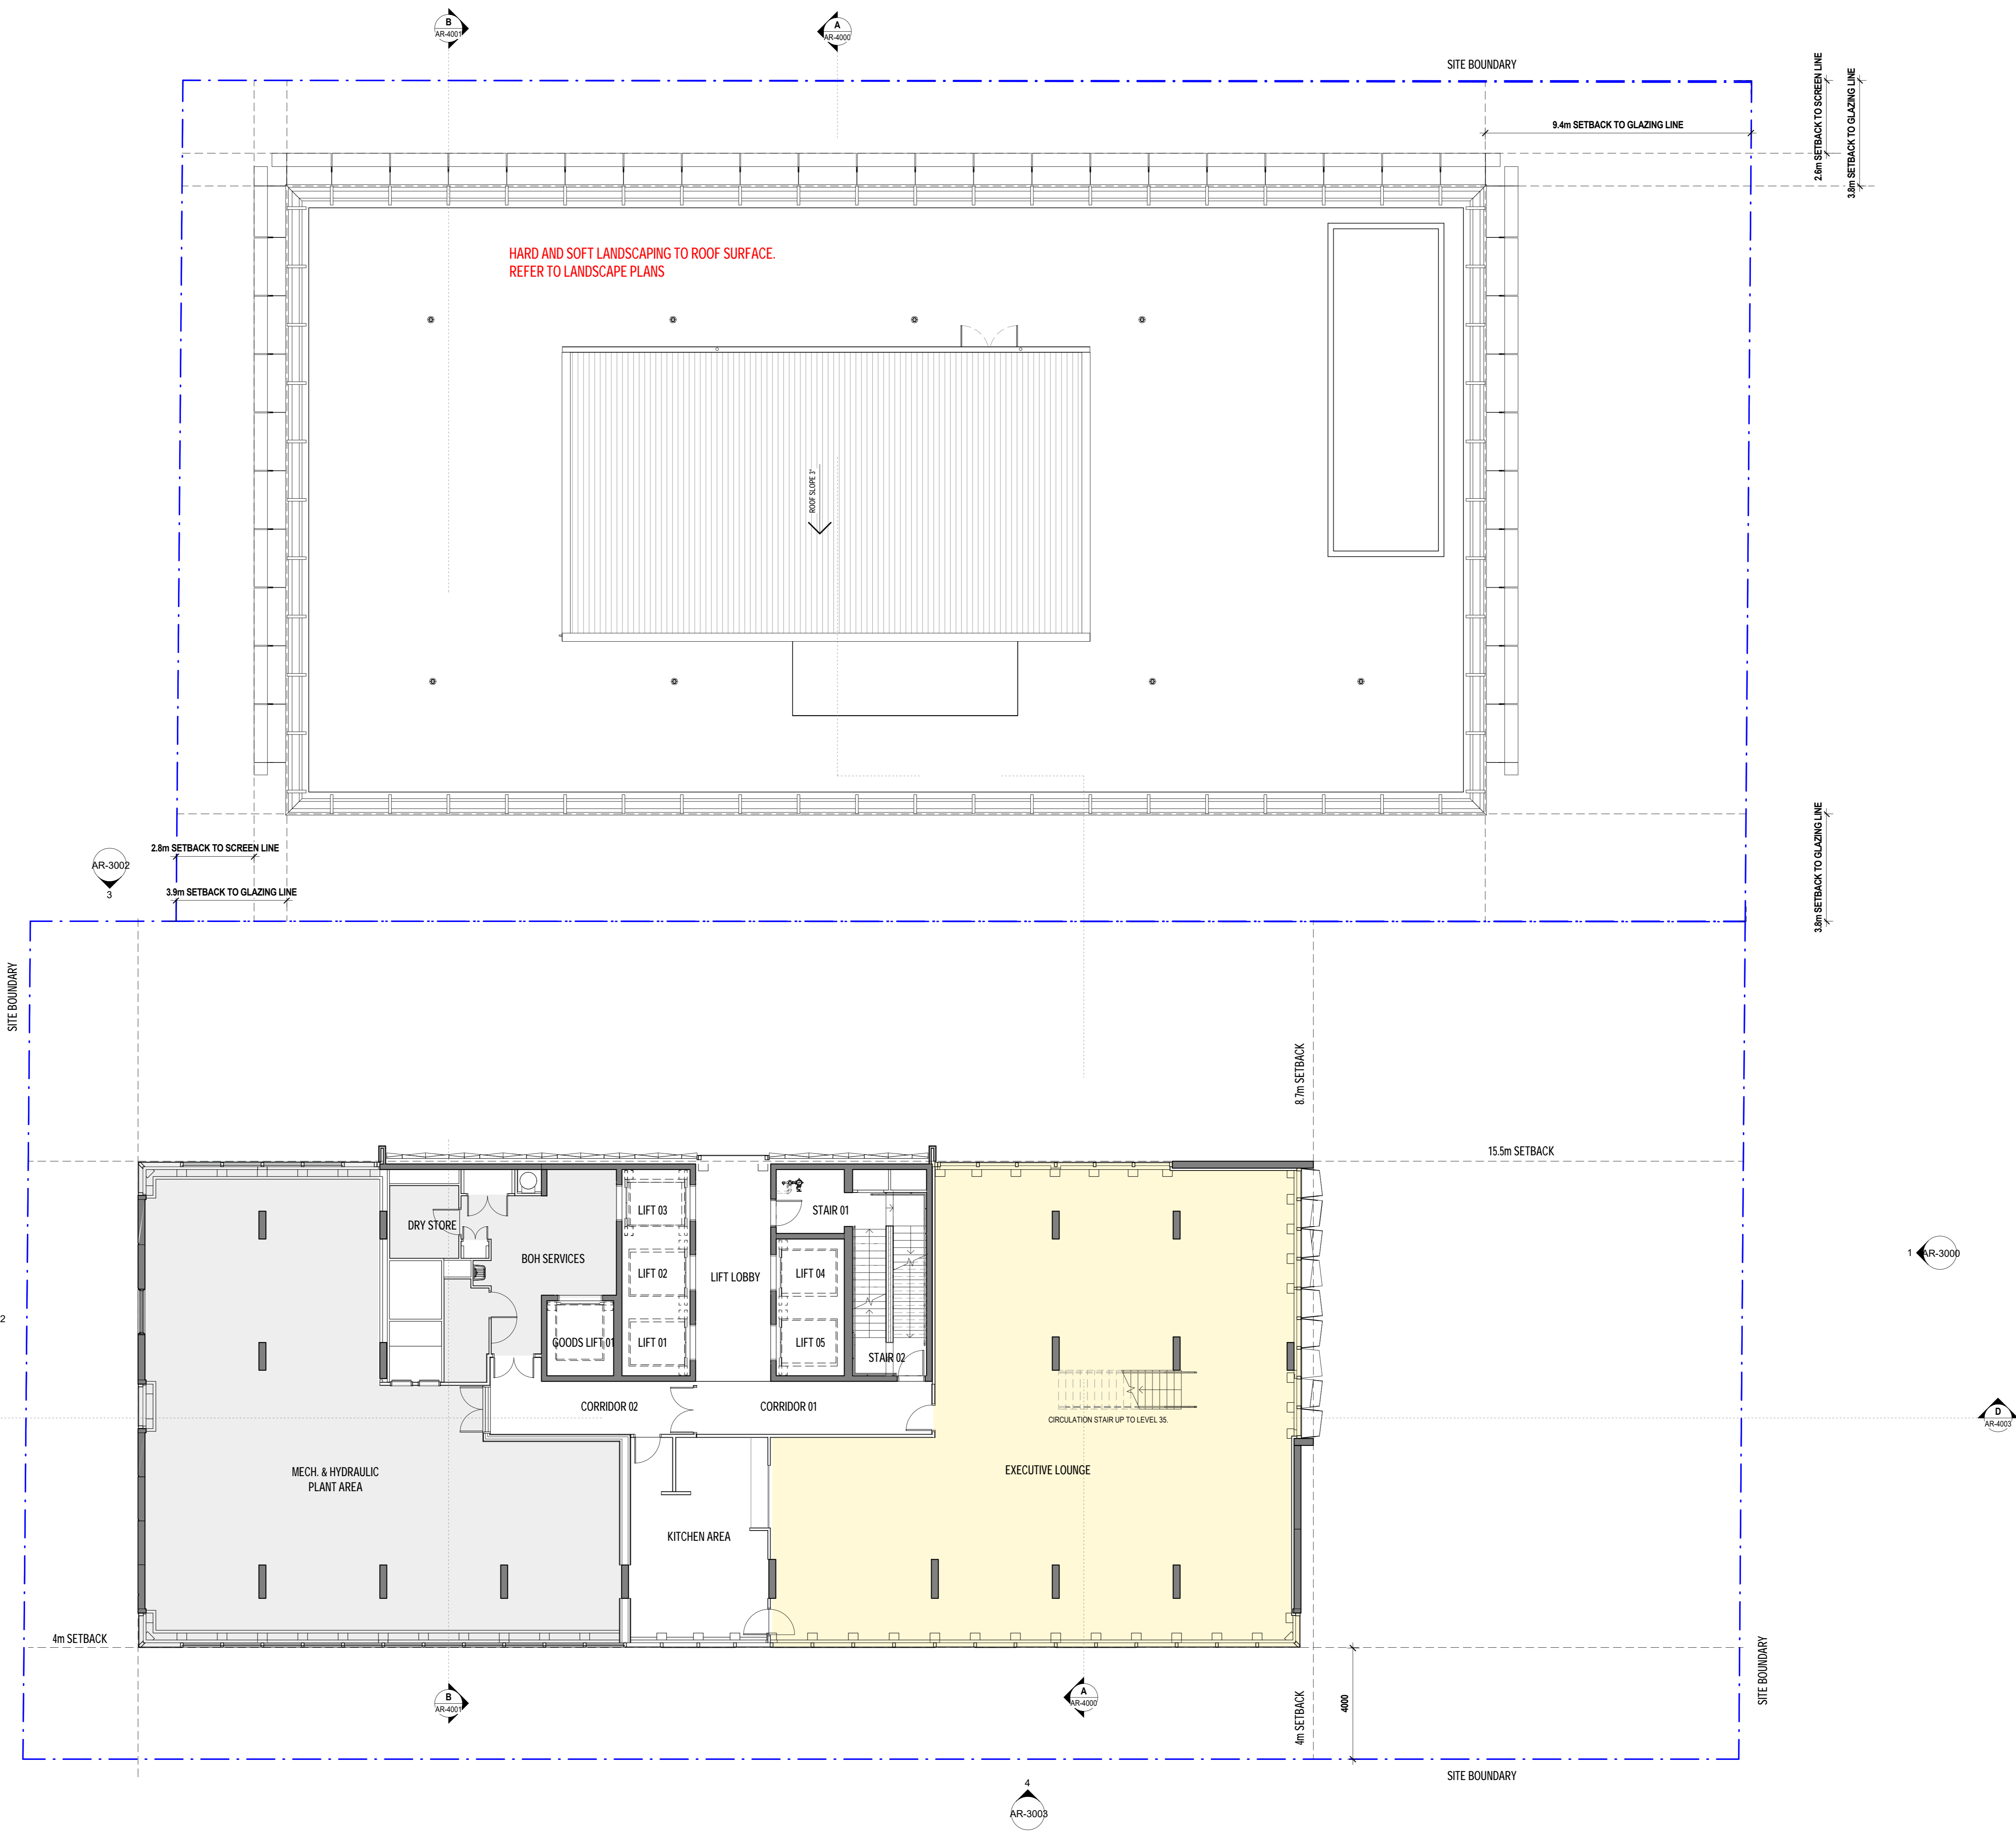 B
AR-4001
A
AR-4000
SITE BOUNDARY
2.6m SETBACK TO SCREEN LINE
3.8m SETBACK TO GLAZING LINE
9.4m SETBACK TO GLAZING LINE
HARD AND SOFT LANDSCAPING TO ROOF SURFACE.
REFER TO LANDSCAPE PLANS
ROOF SLOPE 3°
2.8m SETBACK TO SCREEN LINE
3.8m SETBACK TO GLAZING LINE
AR-3002
3
3.9m SETBACK TO GLAZING LINE
SITE BOUNDARY
8.7m SETBACK
15.5m SETBACK
LIFT 03
STAIR 01
DRY STORE
BOH SERVICES
1
AR-3000
LIFT 02
LIFT LOBBY
LIFT 04
2
GOODS LIFT 01
LIFT 01
LIFT 05
STAIR 02
CORRIDOR 02
CORRIDOR 01
CIRCULATION STAIR UP TO LEVEL 35.
D
AR-4003
MECH. & HYDRAULIC
PLANT AREA
EXECUTIVE LOUNGE
KITCHEN AREA
4m SETBACK
SITE BOUNDARY
B
AR-4001
A
AR-4000
4m SETBACK
4000
SITE BOUNDARY
4
AR-3003